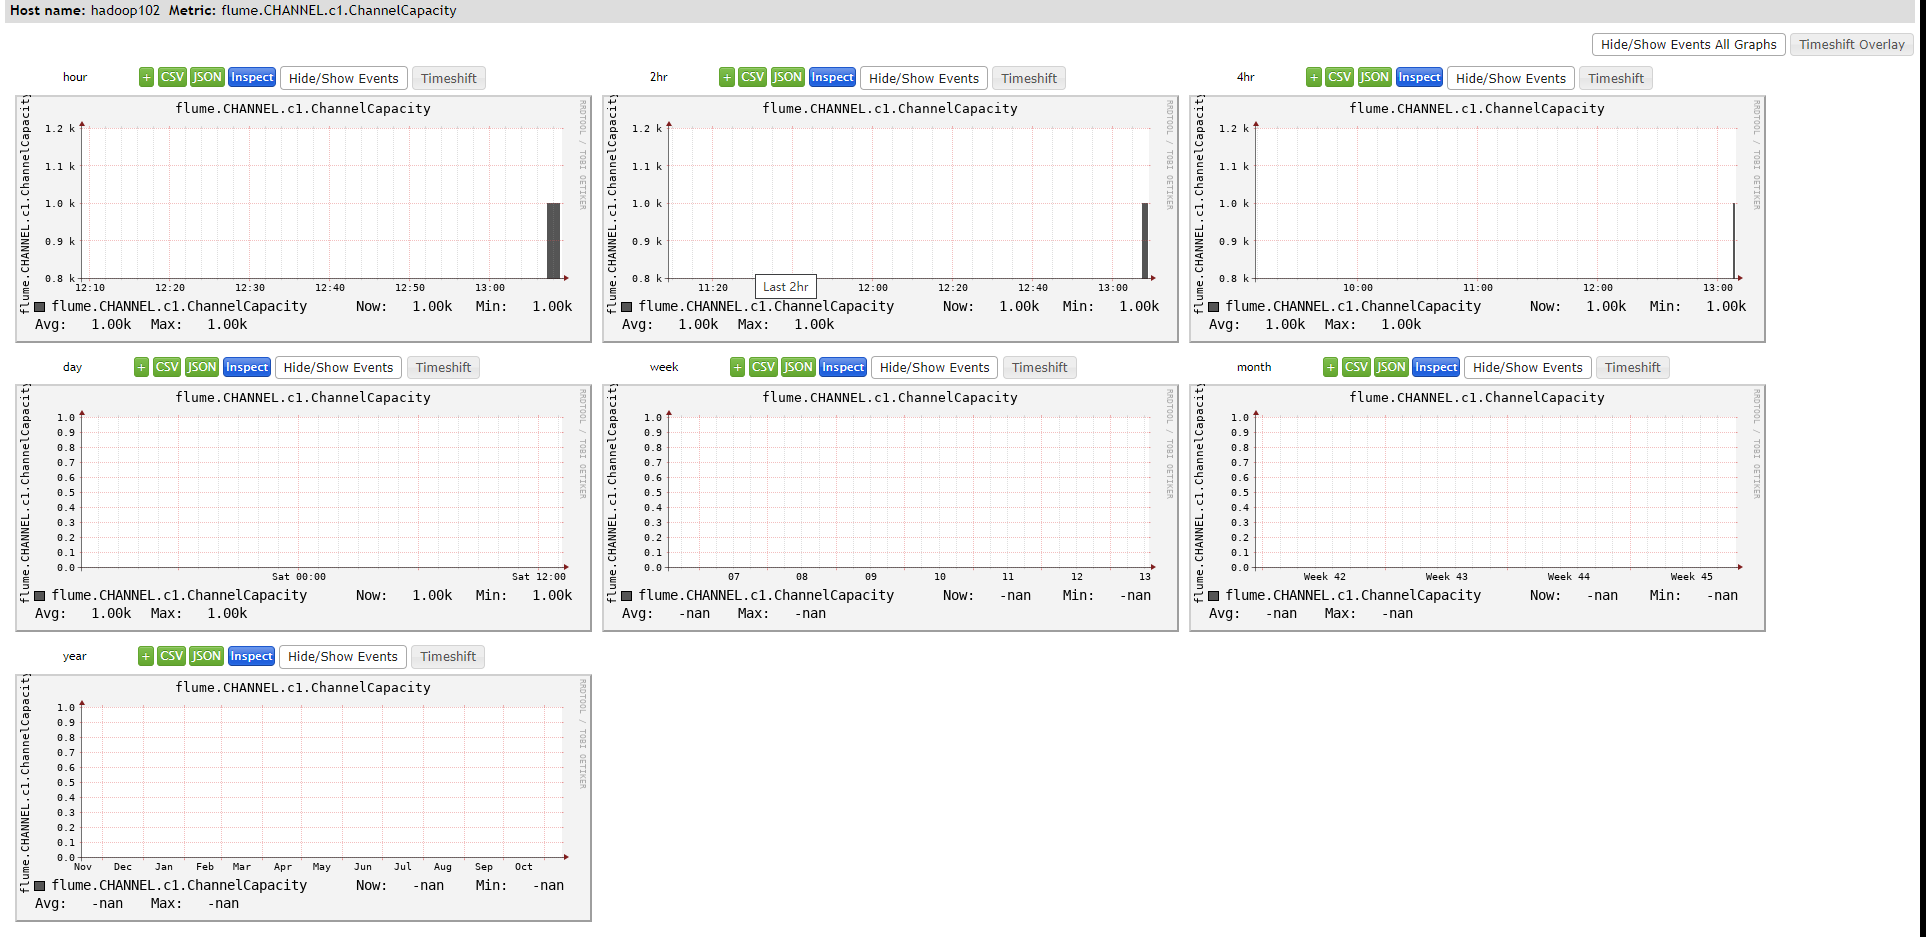 Host name: hadoop102 Metric: flume.CHANNEL.c1.ChannelCapacity
Hide/Show Events All Graphs Timeshift Overlay
hour + CSV JSON Inspect Hide/Show Events Timeshift
flume.CHANNEL.c1.ChannelCapacity
flume.CHANNEL.c1.ChannelCapacity
RRDTOOL / TOBI OETIKER
1.2 k
1.1 k
1.0 k
0.9 k
0.8 k
12:10 12:20 12:30 12:40 12:50 13:00
flume.CHANNEL.c1.ChannelCapacity Now: 1.00k Min: 1.00k
Avg: 1.00k Max: 1.00k
2hr + CSV JSON Inspect Hide/Show Events Timeshift
flume.CHANNEL.c1.ChannelCapacity
flume.CHANNEL.c1.ChannelCapacity
RRDTOOL / TOBI OETIKER
1.2 k
1.1 k
1.0 k
0.9 k
0.8 k
11:20 12:00 12:20 12:40 13:00
Last 2hr
flume.CHANNEL.c1.ChannelCapacity Now: 1.00k Min: 1.00k
Avg: 1.00k Max: 1.00k
4hr + CSV JSON Inspect Hide/Show Events Timeshift
flume.CHANNEL.c1.ChannelCapacity
flume.CHANNEL.c1.ChannelCapacity
RRDTOOL / TOBI OETIKER
1.2 k
1.1 k
1.0 k
0.9 k
0.8 k
10:00 11:00 12:00 13:00
flume.CHANNEL.c1.ChannelCapacity Now: 1.00k Min: 1.00k
Avg: 1.00k Max: 1.00k
day + CSV JSON Inspect Hide/Show Events Timeshift
flume.CHANNEL.c1.ChannelCapacity
flume.CHANNEL.c1.ChannelCapacity
RRDTOOL / TOBI OETIKER
1.0
0.9
0.8
0.7
0.6
0.5
0.4
0.3
0.2
0.1
0.0
Sat 00:00 Sat 12:00
flume.CHANNEL.c1.ChannelCapacity Now: 1.00k Min: 1.00k
Avg: 1.00k Max: 1.00k
week + CSV JSON Inspect Hide/Show Events Timeshift
flume.CHANNEL.c1.ChannelCapacity
flume.CHANNEL.c1.ChannelCapacity
RRDTOOL / TOBI OETIKER
1.0
0.9
0.8
0.7
0.6
0.5
0.4
0.3
0.2
0.1
0.0
07 08 09 10 11 12 13
flume.CHANNEL.c1.ChannelCapacity Now: -nan Min: -nan
Avg: -nan Max: -nan
month + CSV JSON Inspect Hide/Show Events Timeshift
flume.CHANNEL.c1.ChannelCapacity
flume.CHANNEL.c1.ChannelCapacity
RRDTOOL / TOBI OETIKER
1.0
0.9
0.8
0.7
0.6
0.5
0.4
0.3
0.2
0.1
0.0
Week 42 Week 43 Week 44 Week 45
flume.CHANNEL.c1.ChannelCapacity Now: -nan Min: -nan
Avg: -nan Max: -nan
year + CSV JSON Inspect Hide/Show Events Timeshift
flume.CHANNEL.c1.ChannelCapacity
flume.CHANNEL.c1.ChannelCapacity
RRDTOOL / TOBI OETIKER
1.0
0.9
0.8
0.7
0.6
0.5
0.4
0.3
0.2
0.1
0.0
Nov Dec Jan Feb Mar Apr May Jun Jul Aug Sep Oct
flume.CHANNEL.c1.ChannelCapacity Now: -nan Min: -nan
Avg: -nan Max: -nan